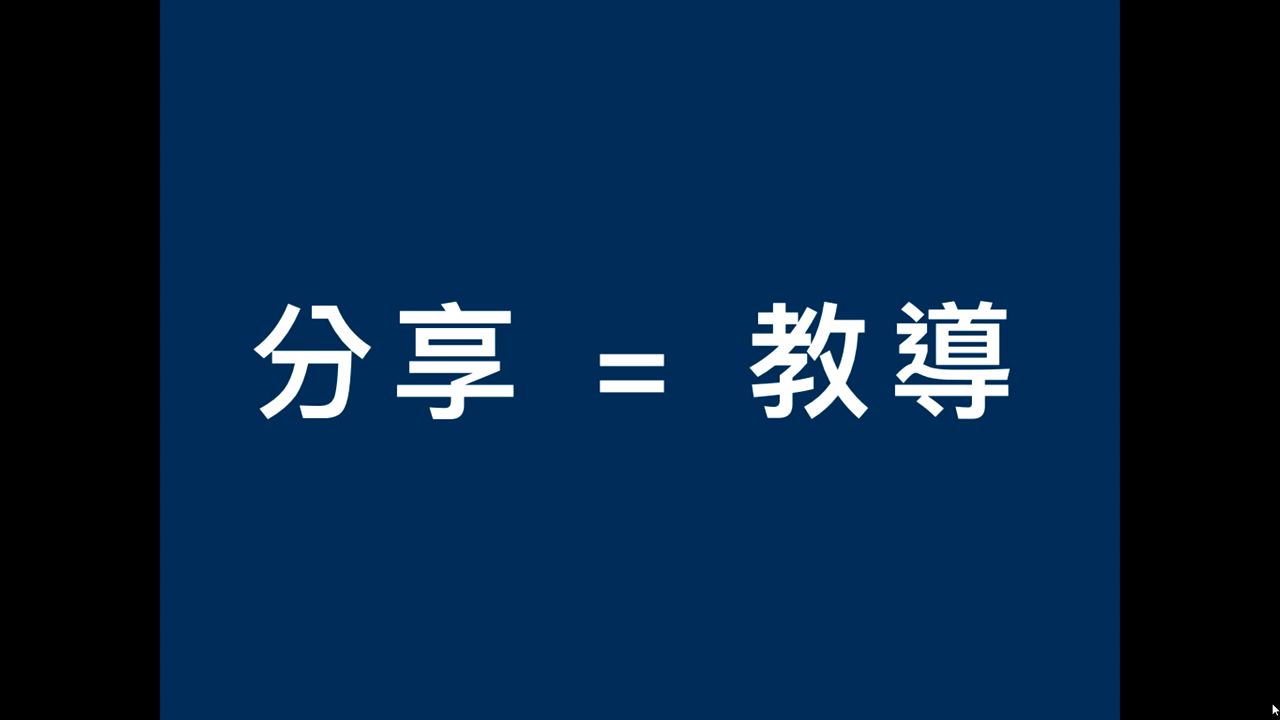 分享 = 教導